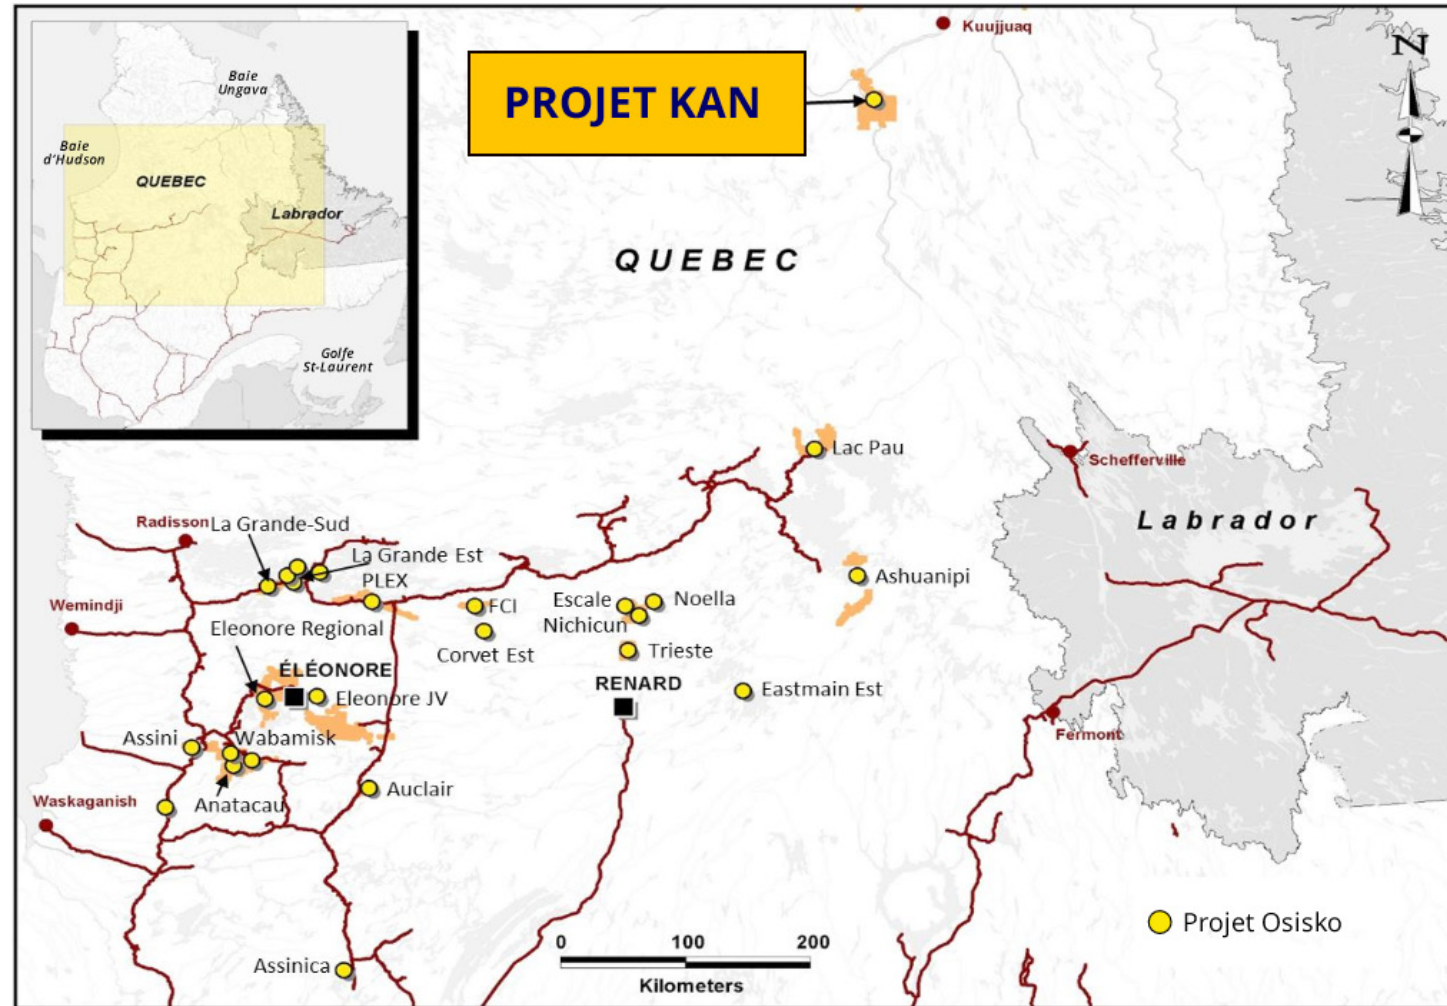 Baie
Ungava
Baie
d'Hudson
QUEBEC
Labrador
Golfe
St-Laurent
PROJET KAN
Kuujjuaq
N
QUEBEC
Lac Pau
Schefferville
Labrador
Radisson
La Grande-Sud
La Grande Est
PLEX
Ashuanipi
Wemindji
FCI
Escale
Noella
Nichicun
Eleonore Regional
Corvet Est
Trieste
ÉLÉONORE
RENARD
Eleonore JV
Eastmain Est
Fermont
Assini
Wabamisk
Auclair
Waskaganish
Anatacau
Projet Osisko
0 100 200
Kilometers
Assinica